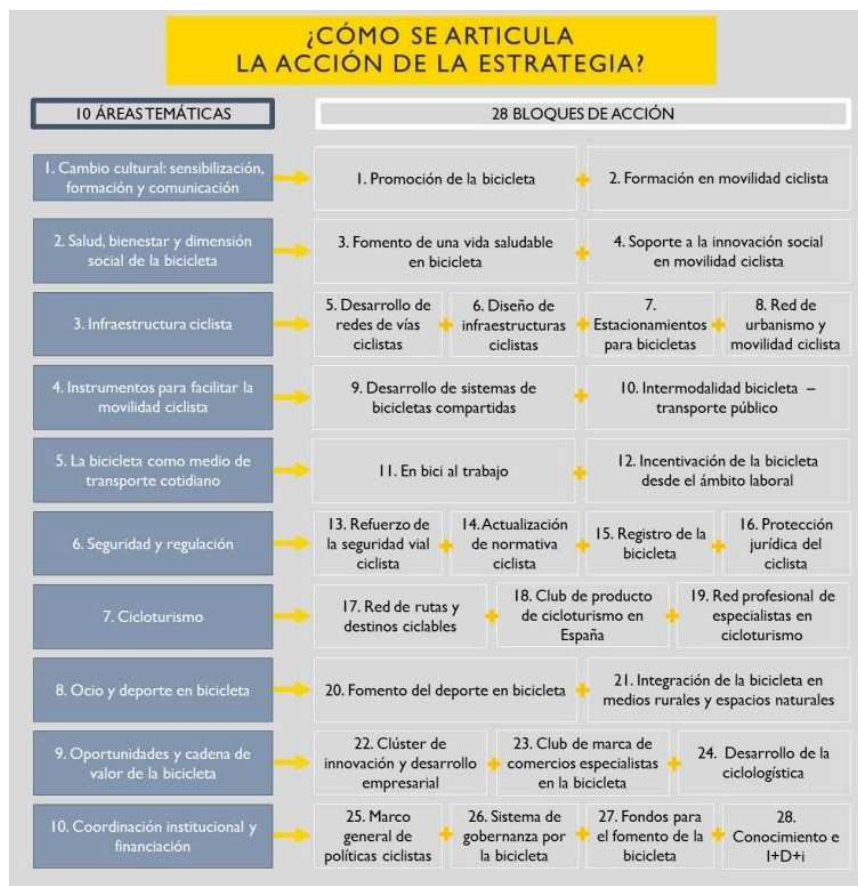 ¿CÓMO SE ARTICULA
LA ACCIÓN DE LA ESTRATEGIA?
10 ÁREAS TEMÁTICAS
28 BLOQUES DE ACCIÓN
1. Cambio cultural: sensibilización,
formación y comunicación
1. Promoción de la bicicleta
2. Formación en movilidad ciclista
2. Salud, bienestar y dimensión
social de la bicicleta
3. Fomento de una vida saludable
en bicicleta
4. Soporte a la innovación social
en movilidad ciclista
3. Infraestructura ciclista
5. Desarrollo de
redes de vías
ciclistas
6. Diseño de
infraestructuras
ciclistas
7.
Estacionamientos
para bicicletas
8. Red de
urbanismo y
movilidad ciclista
4. Instrumentos para facilitar la
movilidad ciclista
9. Desarrollo de sistemas de
bicicletas compartidas
10. Intermodalidad bicicleta –
transporte público
5. La bicicleta como medio de
transporte cotidiano
11. En bici al trabajo
12. Incentivación de la bicicleta
desde el ámbito laboral
6. Seguridad y regulación
13. Refuerzo de
la seguridad vial
ciclista
14. Actualización
de normativa
ciclista
15. Registro de la
bicicleta
16. Protección
jurídica del
ciclista
7. Cicloturismo
17. Red de rutas y
destinos ciclables
18. Club de producto
de cicloturismo en
España
19. Red profesional de
especialistas en
cicloturismo
8. Ocio y deporte en bicicleta
20. Fomento del deporte en bicicleta
21. Integración de la bicicleta en
medios rurales y espacios naturales
9. Oportunidades y cadena de
valor de la bicicleta
22. Clúster de
innovación y desarrollo
empresarial
23. Club de marca de
comercios especialistas
en la bicicleta
24. Desarrollo de la
ciclologística
10. Coordinación institucional y
financiación
25. Marco
general de
políticas ciclistas
26. Sistema de
gobernanza por
la bicicleta
27. Fondos para
el fomento de la
bicicleta
28.
Conocimiento e
I+D+i